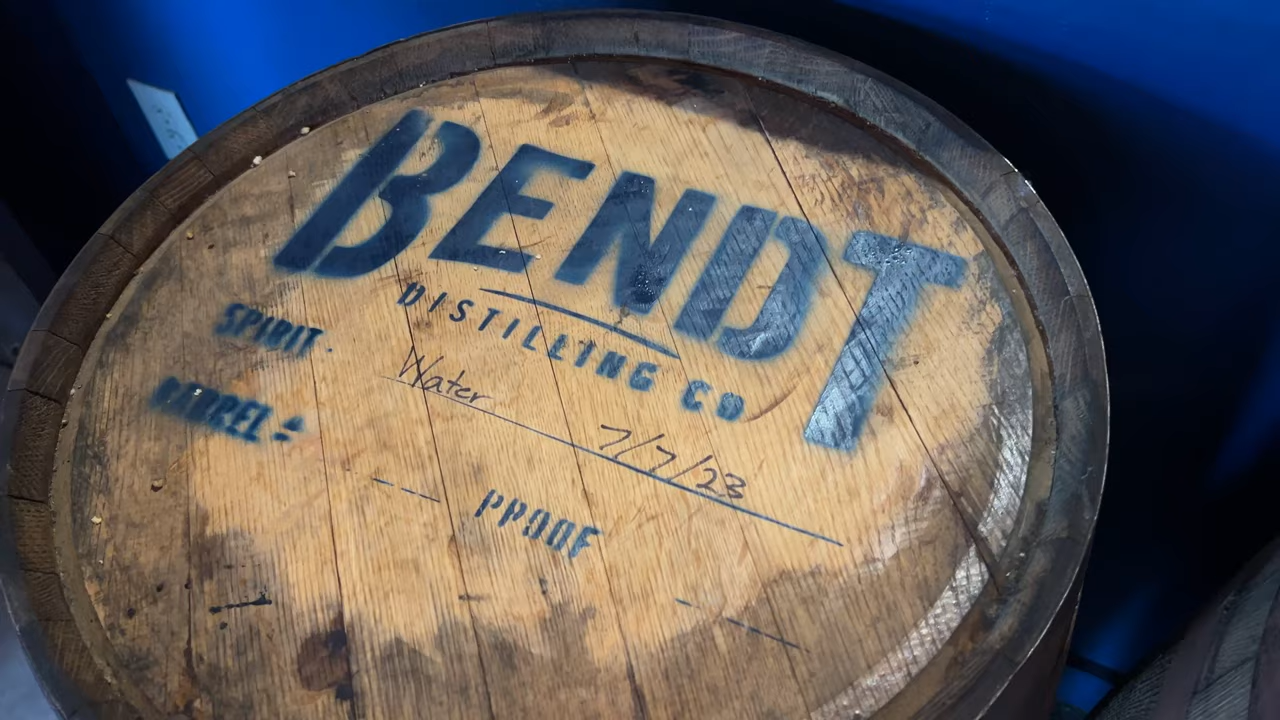 BENDT
DISTILLING CO
SPIRIT.
Water 7/7/23
BARREL
PROOF